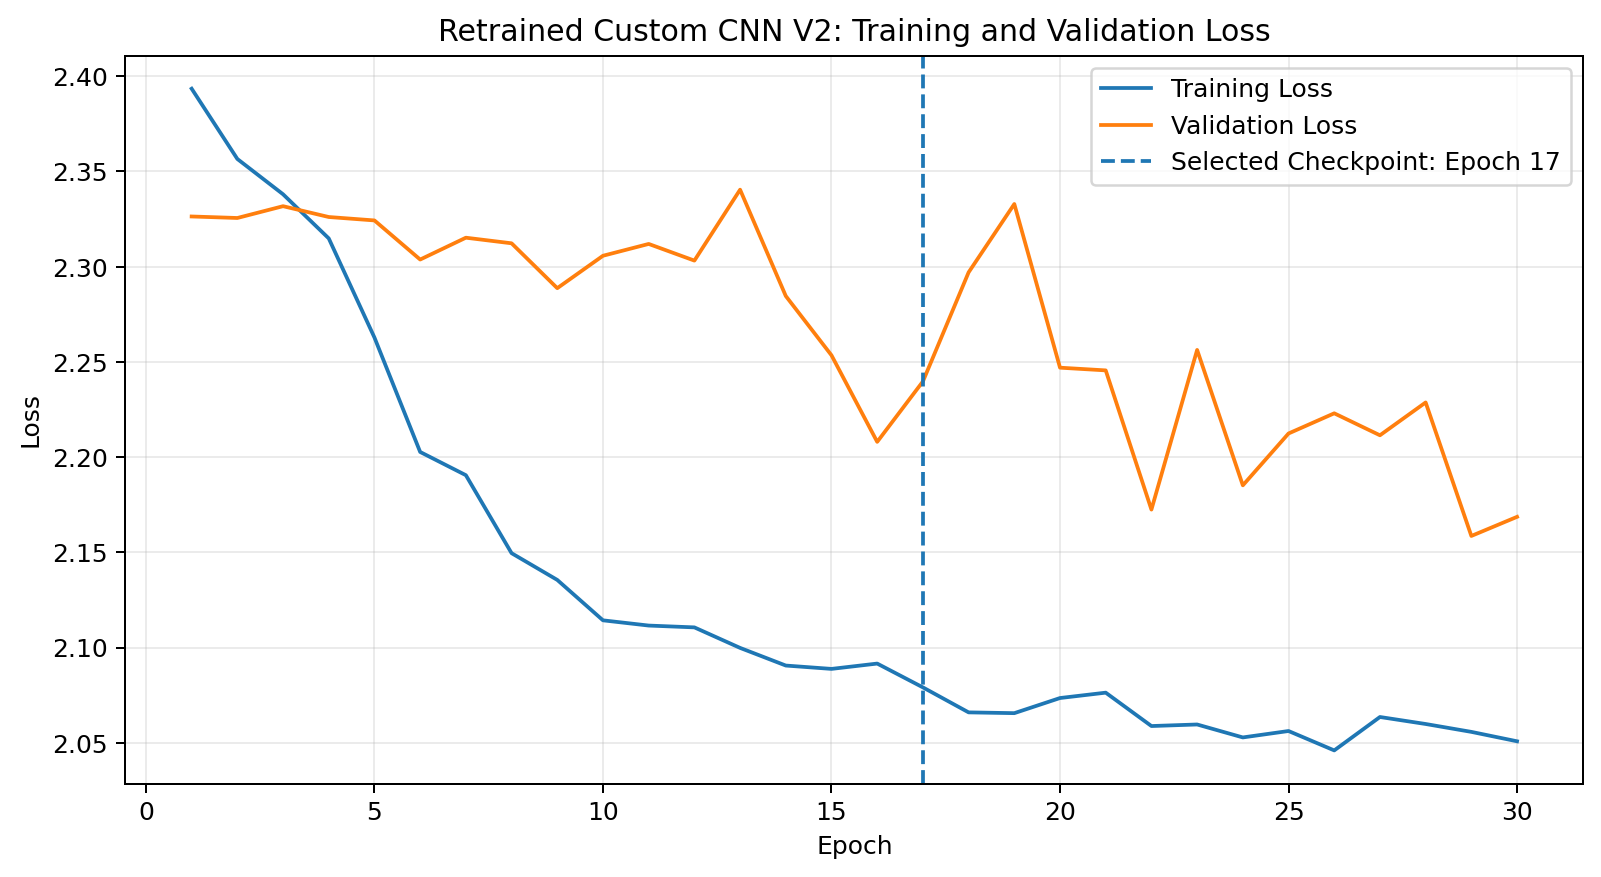 Retrained Custom CNN V2: Training and Validation Loss
Training Loss
Validation Loss
Selected Checkpoint: Epoch 17
Loss
2.40
2.35
2.30
2.25
2.20
2.15
2.10
2.05
0 5 10 15 20 25 30
Epoch